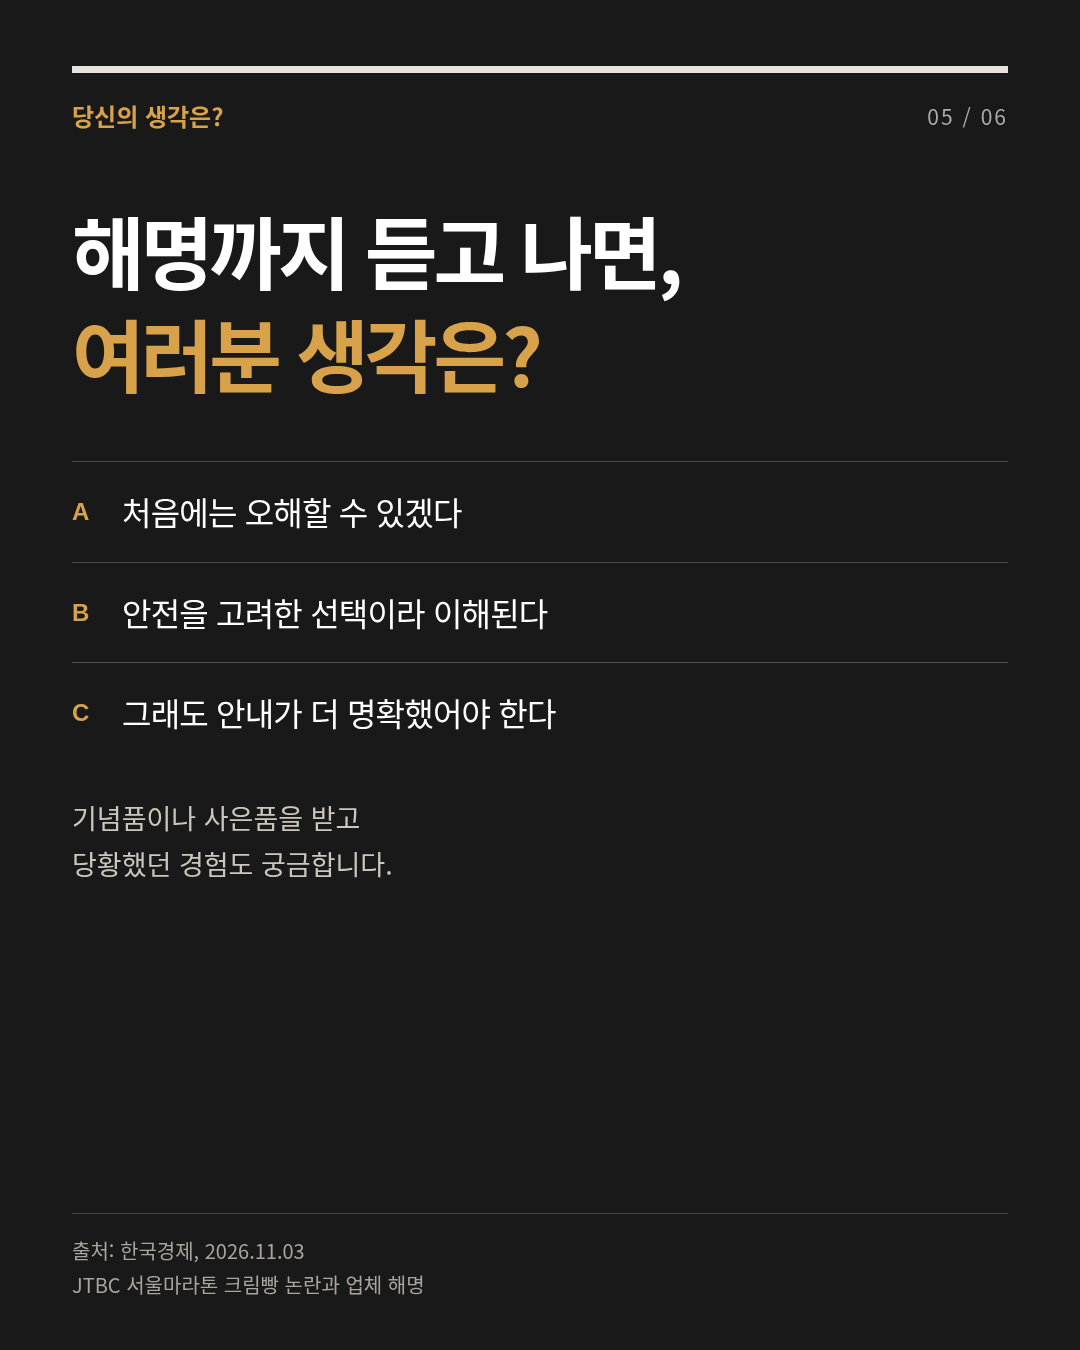 당신의 생각은?
05 / 06
해명까지 듣고 나면,
여러분 생각은?
A 처음에는 오해할 수 있겠다
B 안전을 고려한 선택이라 이해된다
C 그래도 안내가 더 명확했어야 한다
기념품이나 사은품을 받고
당황했던 경험도 궁금합니다.
출처: 한국경제, 2026.11.03
JTBC 서울마라톤 크림빵 논란과 업체 해명